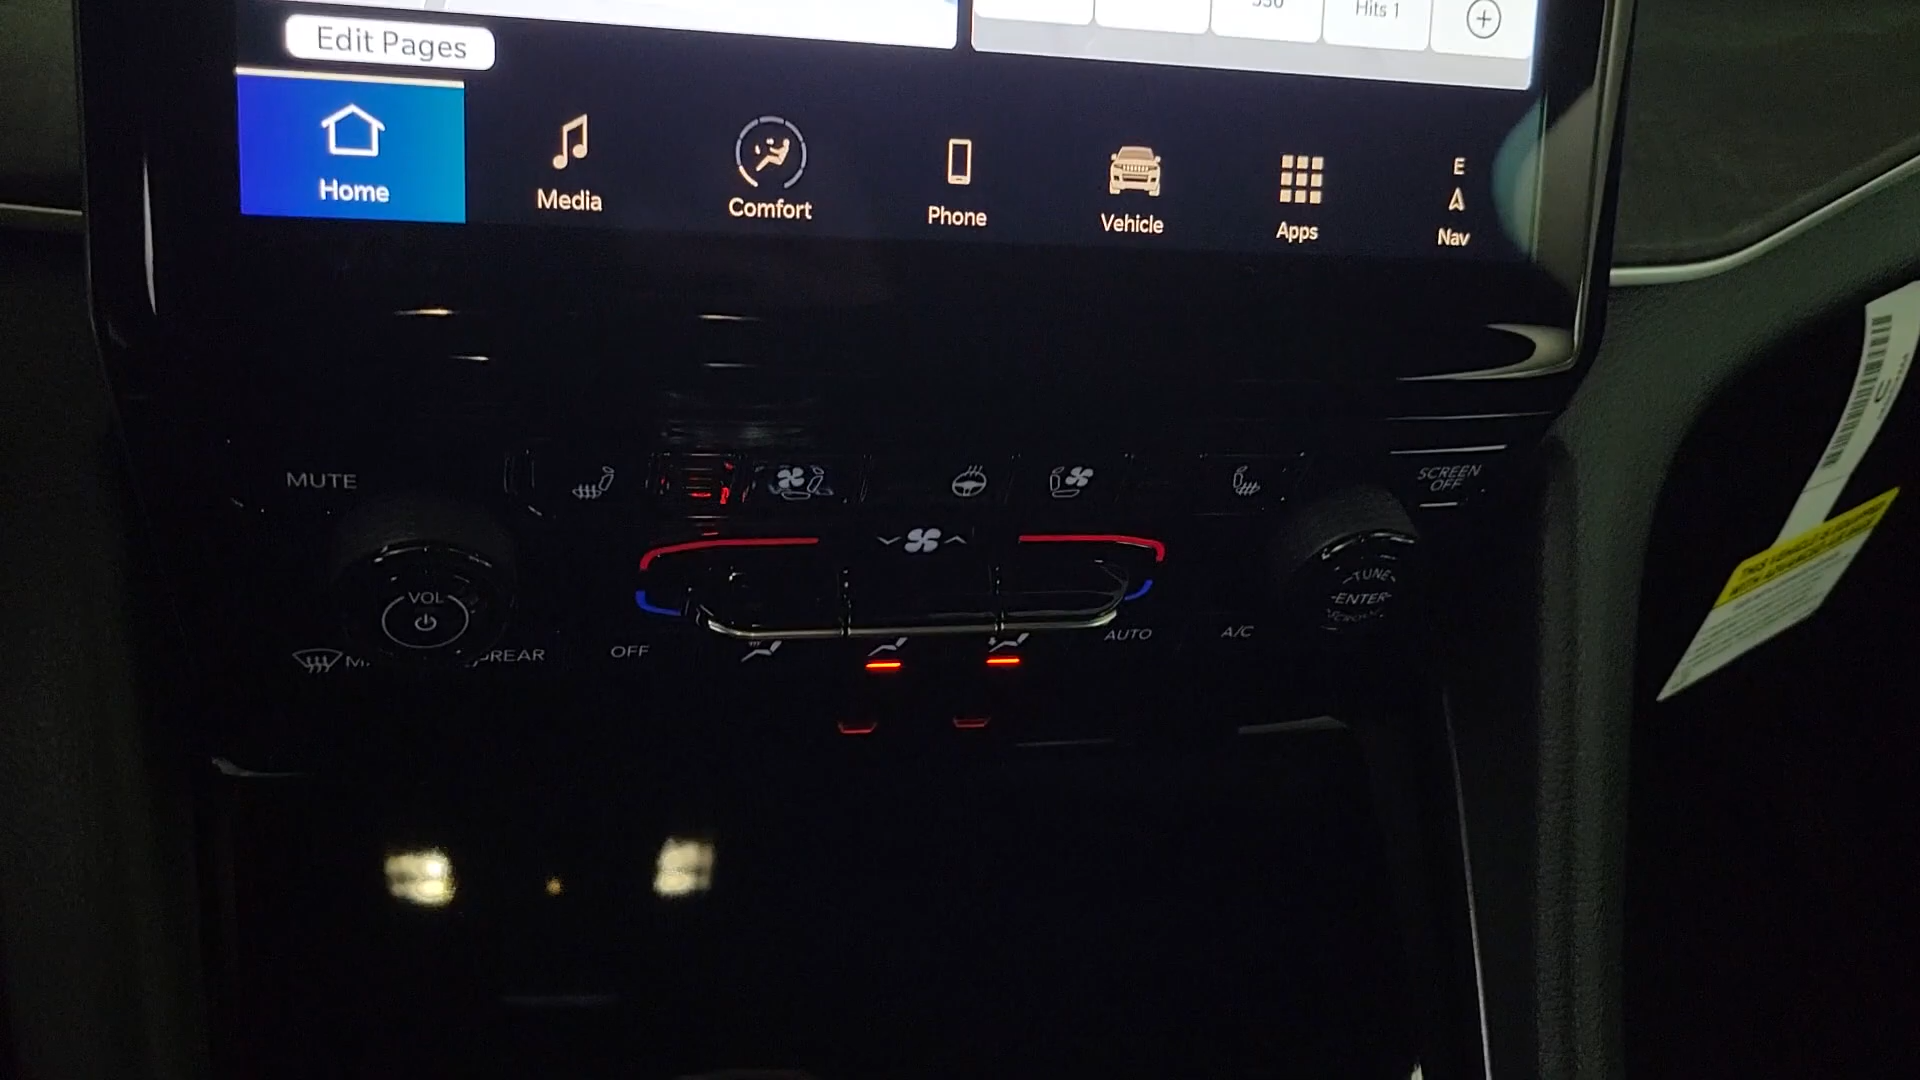 Hits 1
Edit Pages
Home
Media
Comfort
Phone
Vehicle
Apps
E
Nav
MUTE
SCREEN
OFF
VOL
TUNE
ENTER
REAR
OFF
AUTO
A/C